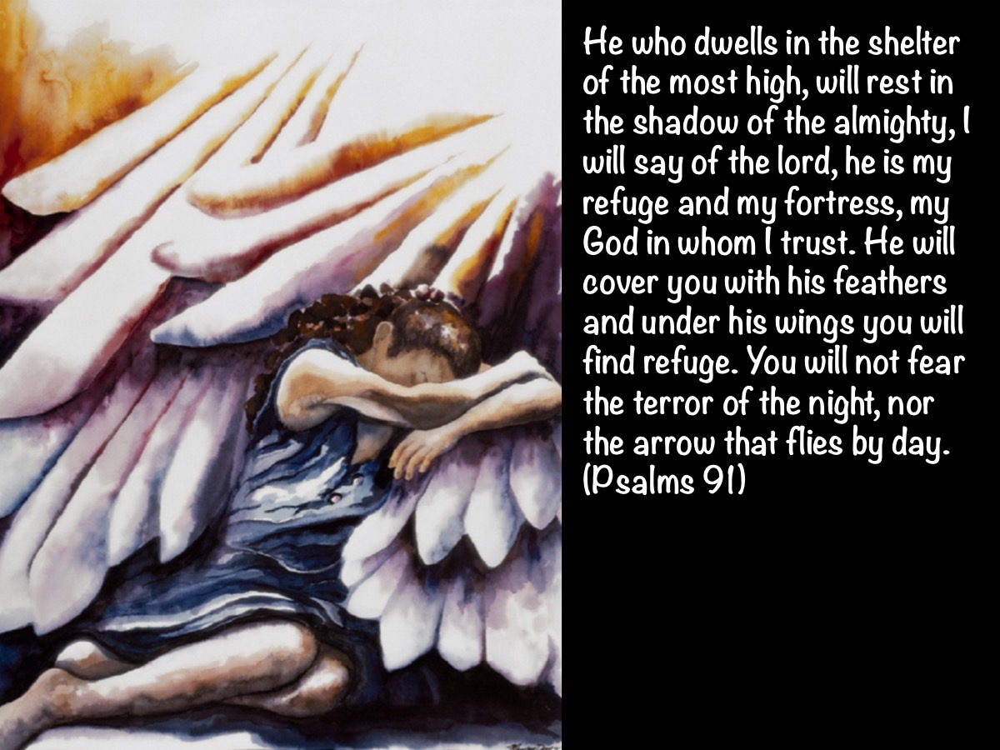 He who dwells in the shelter
of the most high, will rest in
the shadow of the almighty, I
will say of the lord, he is my
refuge and my fortress, my
God in whom I trust. He will
cover you with his feathers
and under his wings you will
find refuge. You will not fear
the terror of the night, nor
the arrow that flies by day.
(Psalms 91)